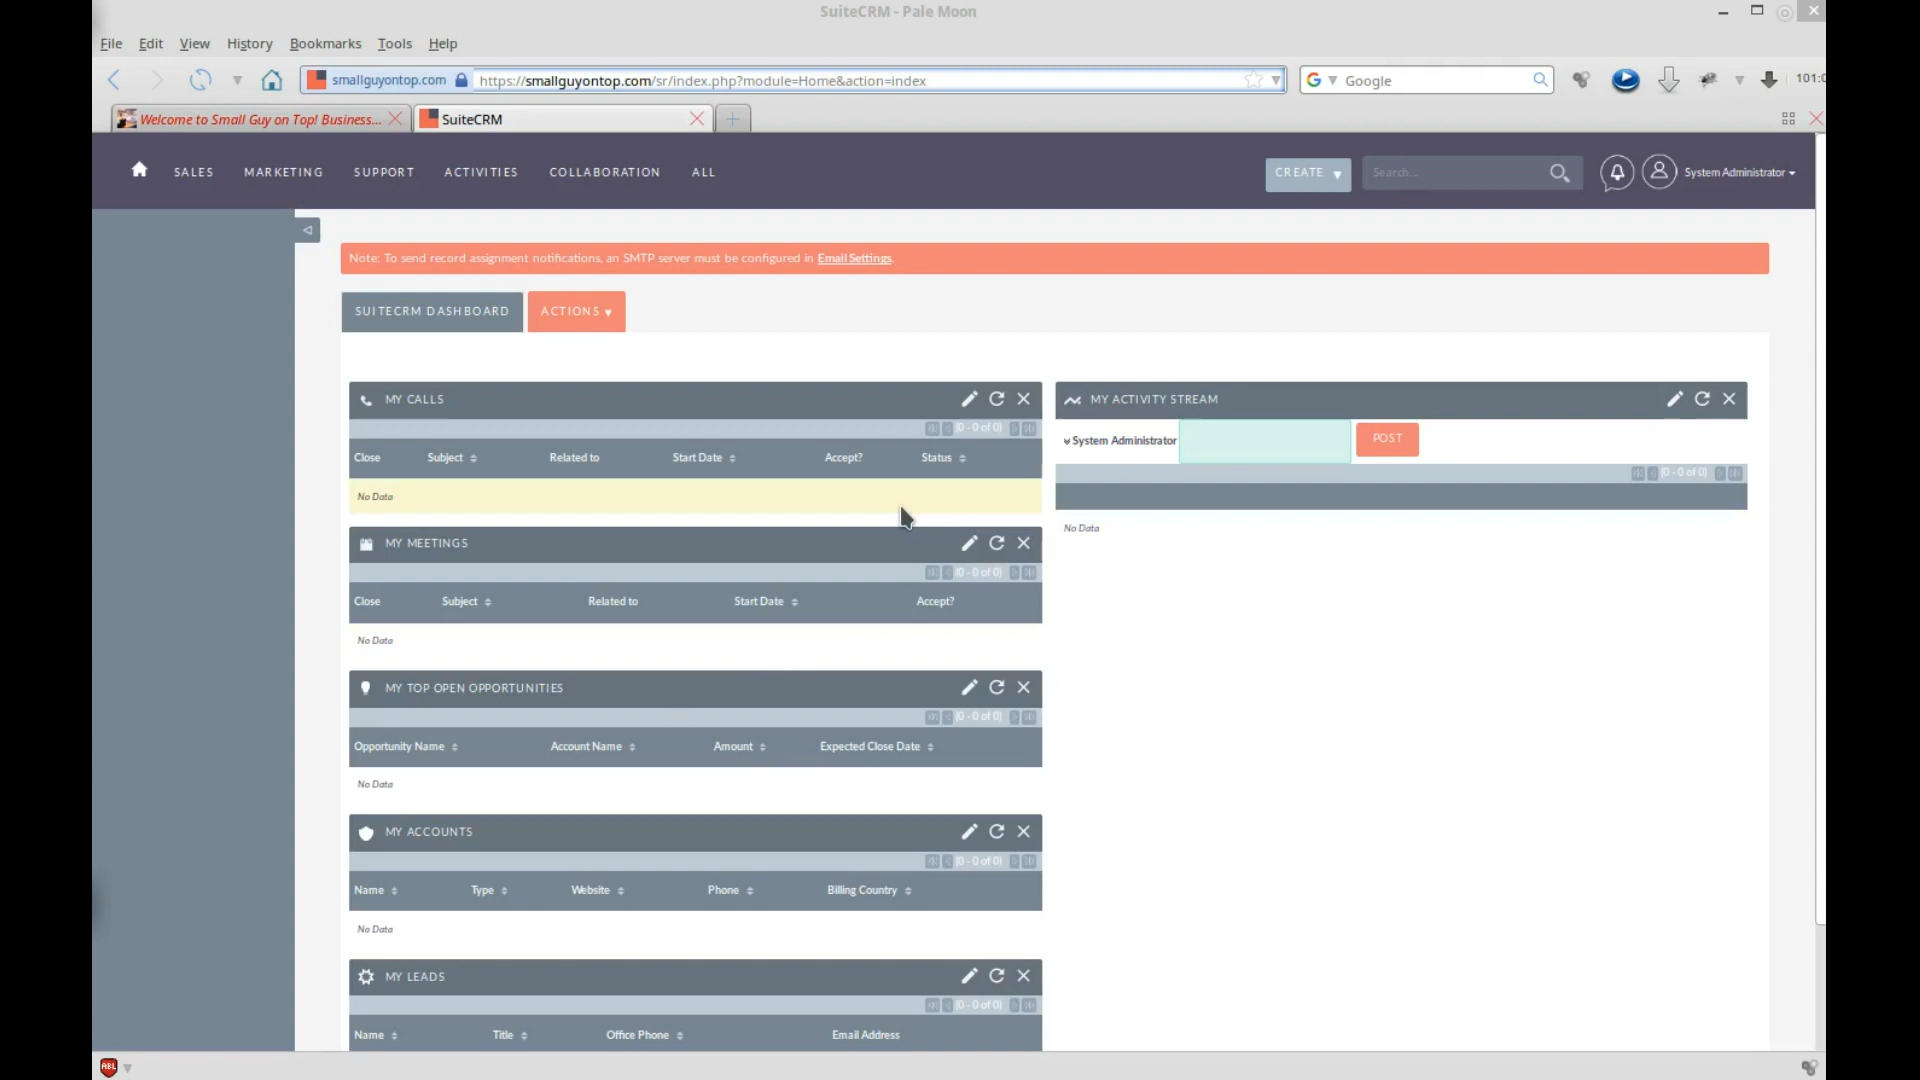 SuiteCRM - Pale Moon
File Edit View History Bookmarks Tools Help
smallguyontop.com https://smallguyontop.com/sr/index.php?module=Home&action=index Google
Welcome to Small Guy on Top! Business... SuiteCRM
SALES MARKETING SUPPORT ACTIVITIES COLLABORATION ALL CREATE Search... System Administrator
Note: To send record assignment notifications, an SMTP server must be configured in Email Settings.
SUITECRM DASHBOARD ACTIONS
MY CALLS
(0 - 0 of 0)
Close Subject Related to Start Date Accept? Status
No Data
MY MEETINGS
(0 - 0 of 0)
Close Subject Related to Start Date Accept?
No Data
MY TOP OPEN OPPORTUNITIES
(0 - 0 of 0)
Opportunity Name Account Name Amount Expected Close Date
No Data
MY ACCOUNTS
(0 - 0 of 0)
Name Type Website Phone Billing Country
No Data
MY LEADS
(0 - 0 of 0)
Name Title Office Phone Email Address
MY ACTIVITY STREAM
System Administrator POST
(0 - 0 of 0)
No Data
ABL